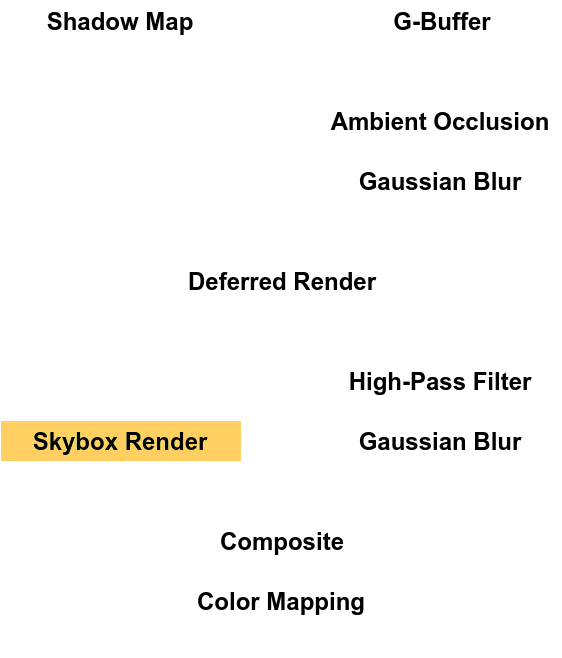 Shadow Map
G-Buffer
Ambient Occlusion
Gaussian Blur
Deferred Render
High-Pass Filter
Skybox Render
Gaussian Blur
Composite
Color Mapping